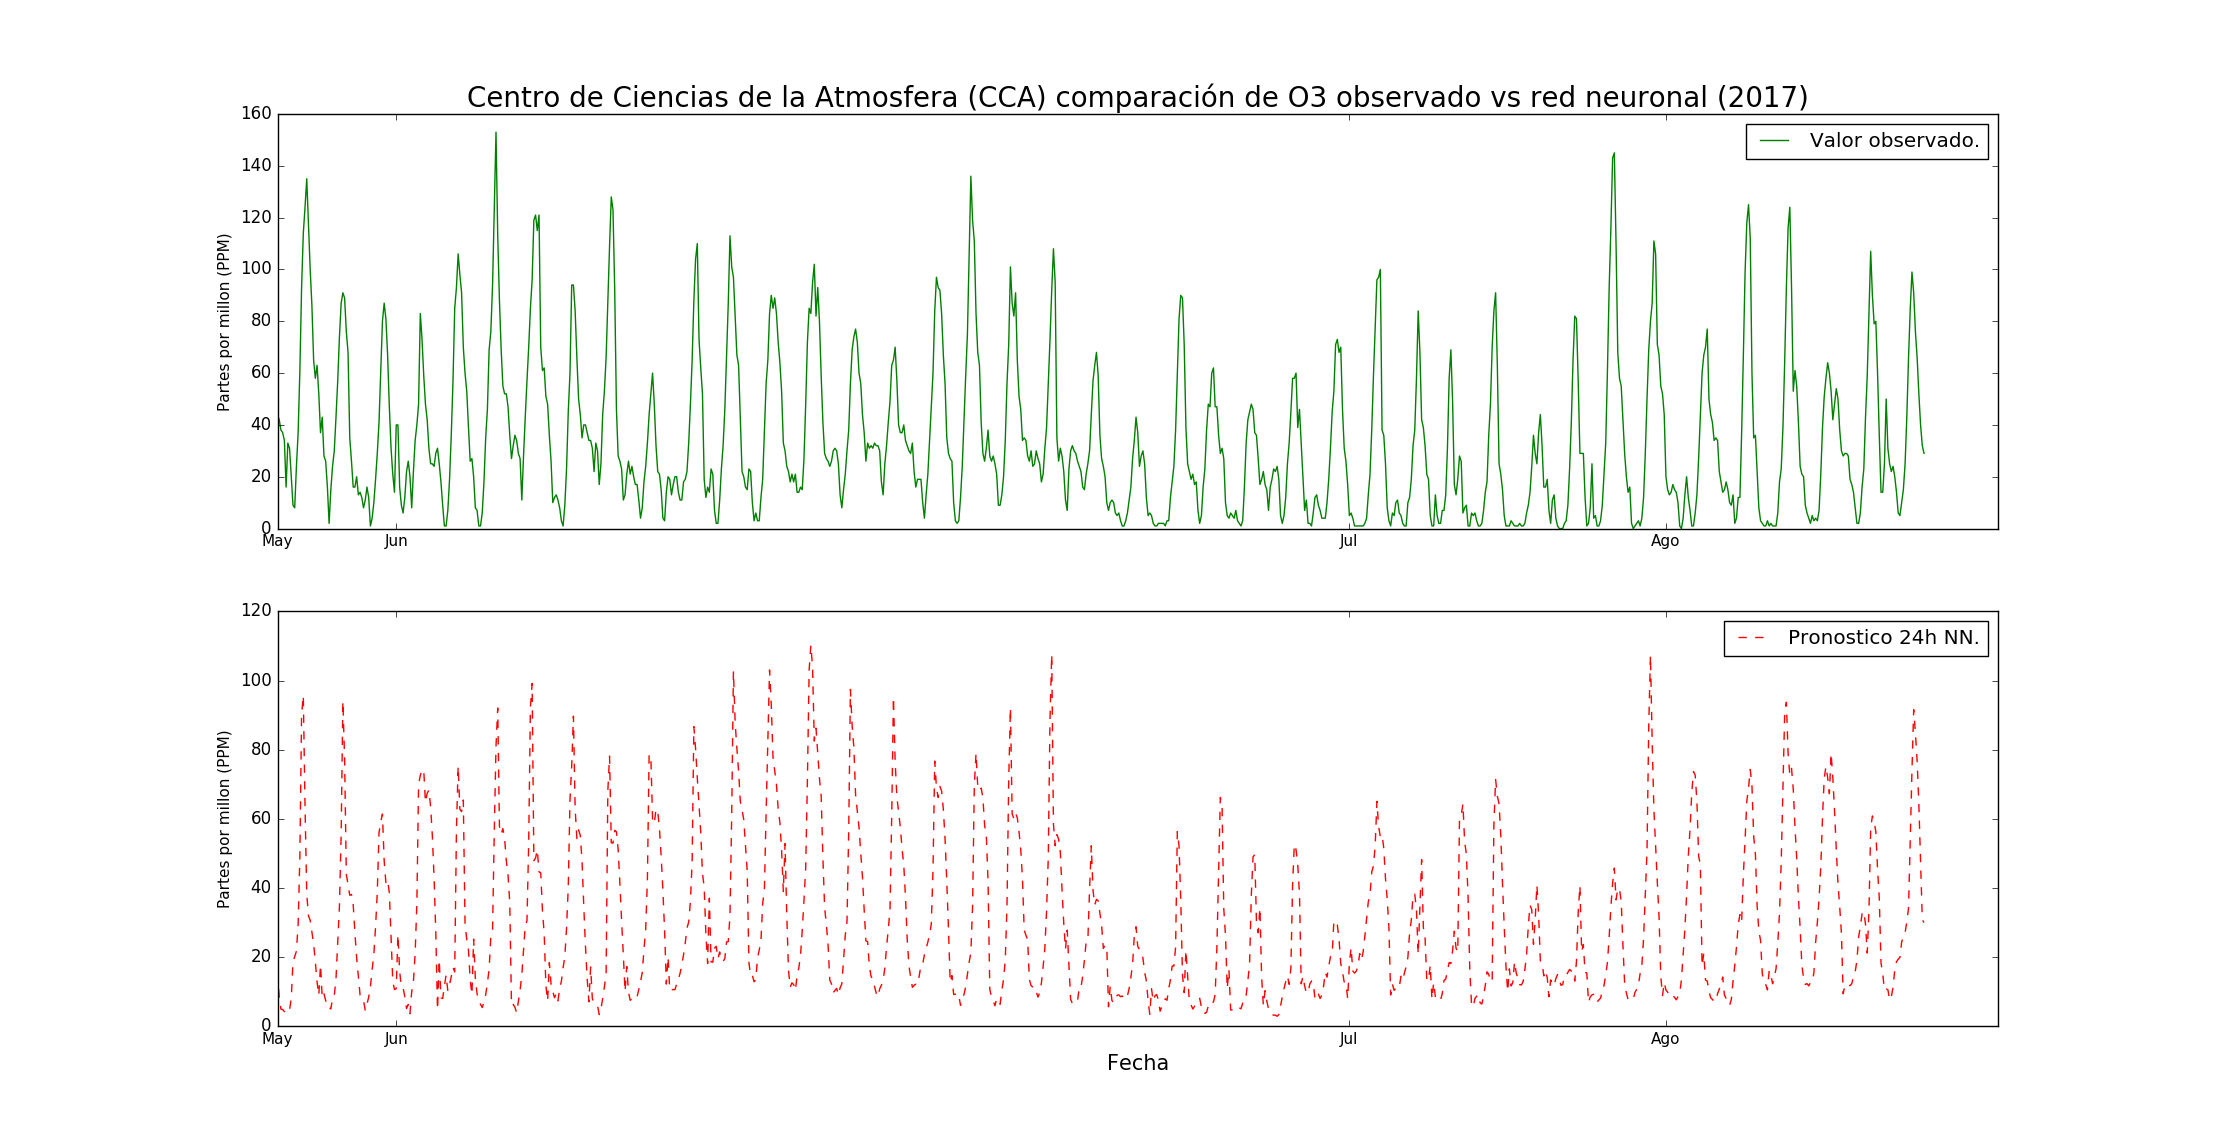 Centro de Ciencias de la Atmosfera (CCA) comparación de O3 observado vs red neuronal (2017)
160
140
120
100
80
60
40
20
0
Partes por millon (PPM)
Valor observado.
May Jun Jul Ago
120
100
80
60
40
20
0
Partes por millon (PPM)
Pronostico 24h NN.
May Jun Jul Ago
Fecha